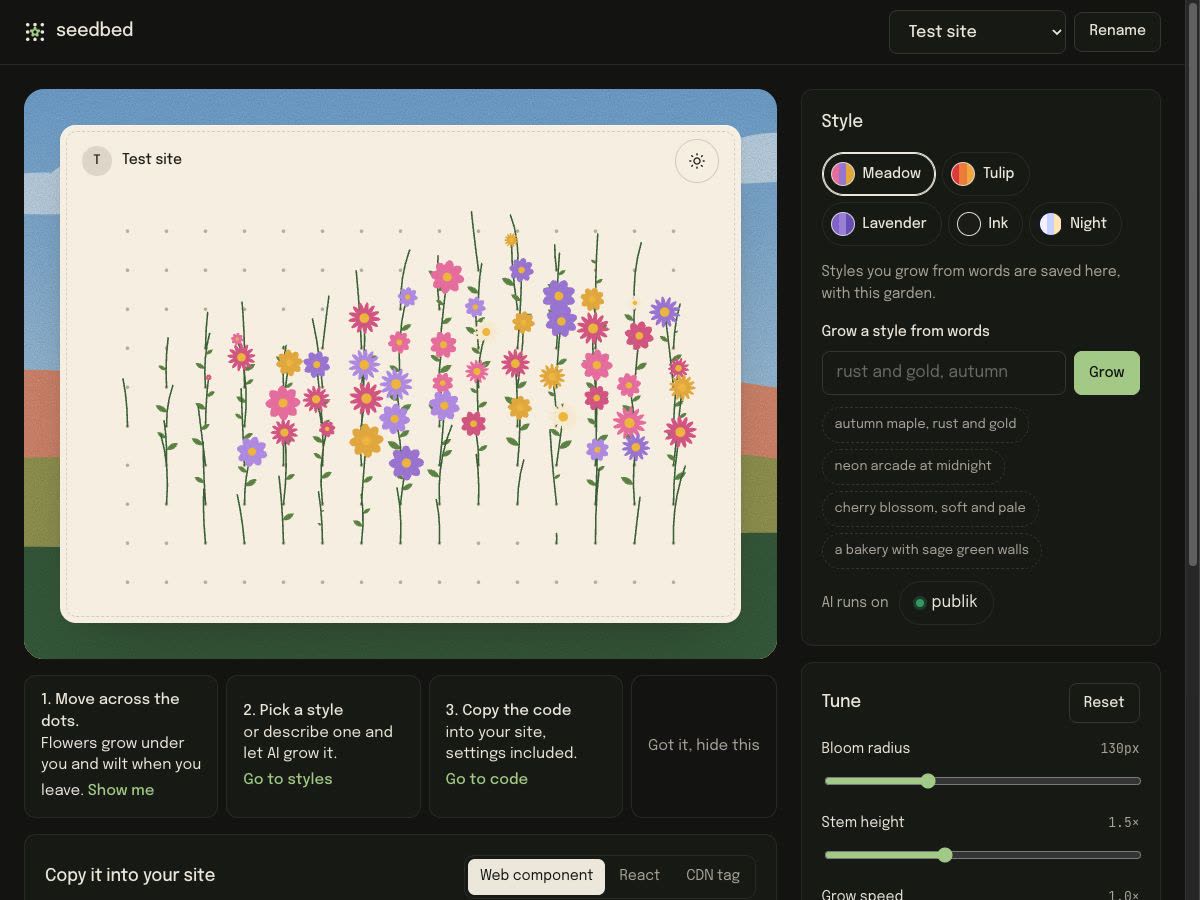 seedbed
Test site
Rename
T
Test site
Style
Meadow
Tulip
Lavender
Ink
Night
Styles you grow from words are saved here,
with this garden.
Grow a style from words
rust and gold, autumn
Grow
autumn maple, rust and gold
neon arcade at midnight
cherry blossom, soft and pale
a bakery with sage green walls
AI runs on
publik
1. Move across the
dots.
Flowers grow under
you and wilt when you
leave. Show me
2. Pick a style
or describe one and
let AI grow it.
Go to styles
3. Copy the code
into your site,
settings included.
Go to code
Got it, hide this
Tune
Reset
Bloom radius
130px
Stem height
1.5×
Grow speed
1.0×
Copy it into your site
Web component
React
CDN tag